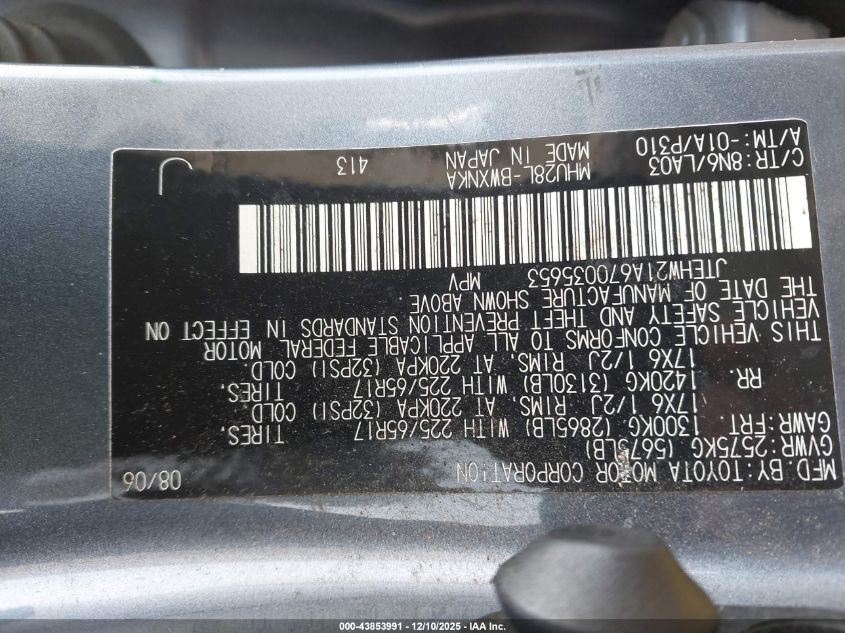 MFD.BY:TOYOTA MOTOR CORPORATION 08/06
GVWR:2575KG (5675LB)
GAWR:FRT. 1300KG (2865LB) WITH 225/65R17 TIRES.
17X6 1/2J RIMS, AT 220KPA (32PSI) COLD.
RR. 1420KG (3130LB) WITH 225/65R17 TIRES.
17X6 1/2J RIMS, AT 220KPA (32PSI) COLD.
THIS VEHICLE CONFORMS TO ALL APPLICABLE FEDERAL MOTOR
VEHICLE SAFETY AND THEFT PREVENTION STANDARDS IN EFFECT ON
THE DATE OF MANUFACTURE SHOWN ABOVE
JTEHW21A670035653 MPV
C/TR:8N6/LA03 MHU28L-BWXNKA 413
A/TM:-01A/P310 MADE IN JAPAN
000-43853991 - 12/10/2025 - IAA Inc.